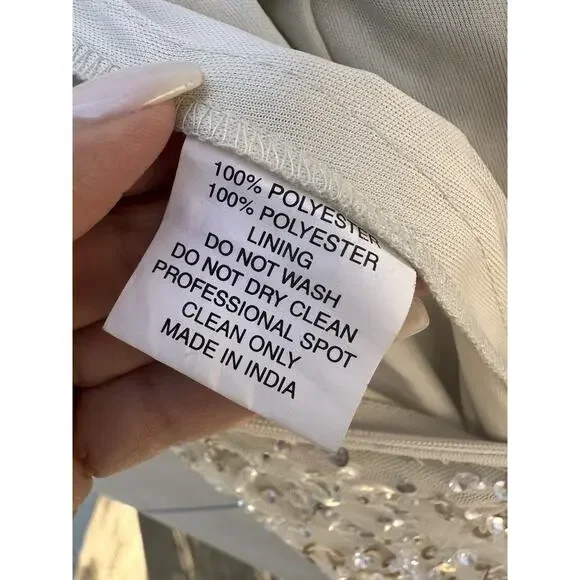 100% POLYESTER
100% POLYESTER
LINING
DO NOT WASH
DO NOT DRY CLEAN
PROFESSIONAL SPOT
CLEAN ONLY
MADE IN INDIA